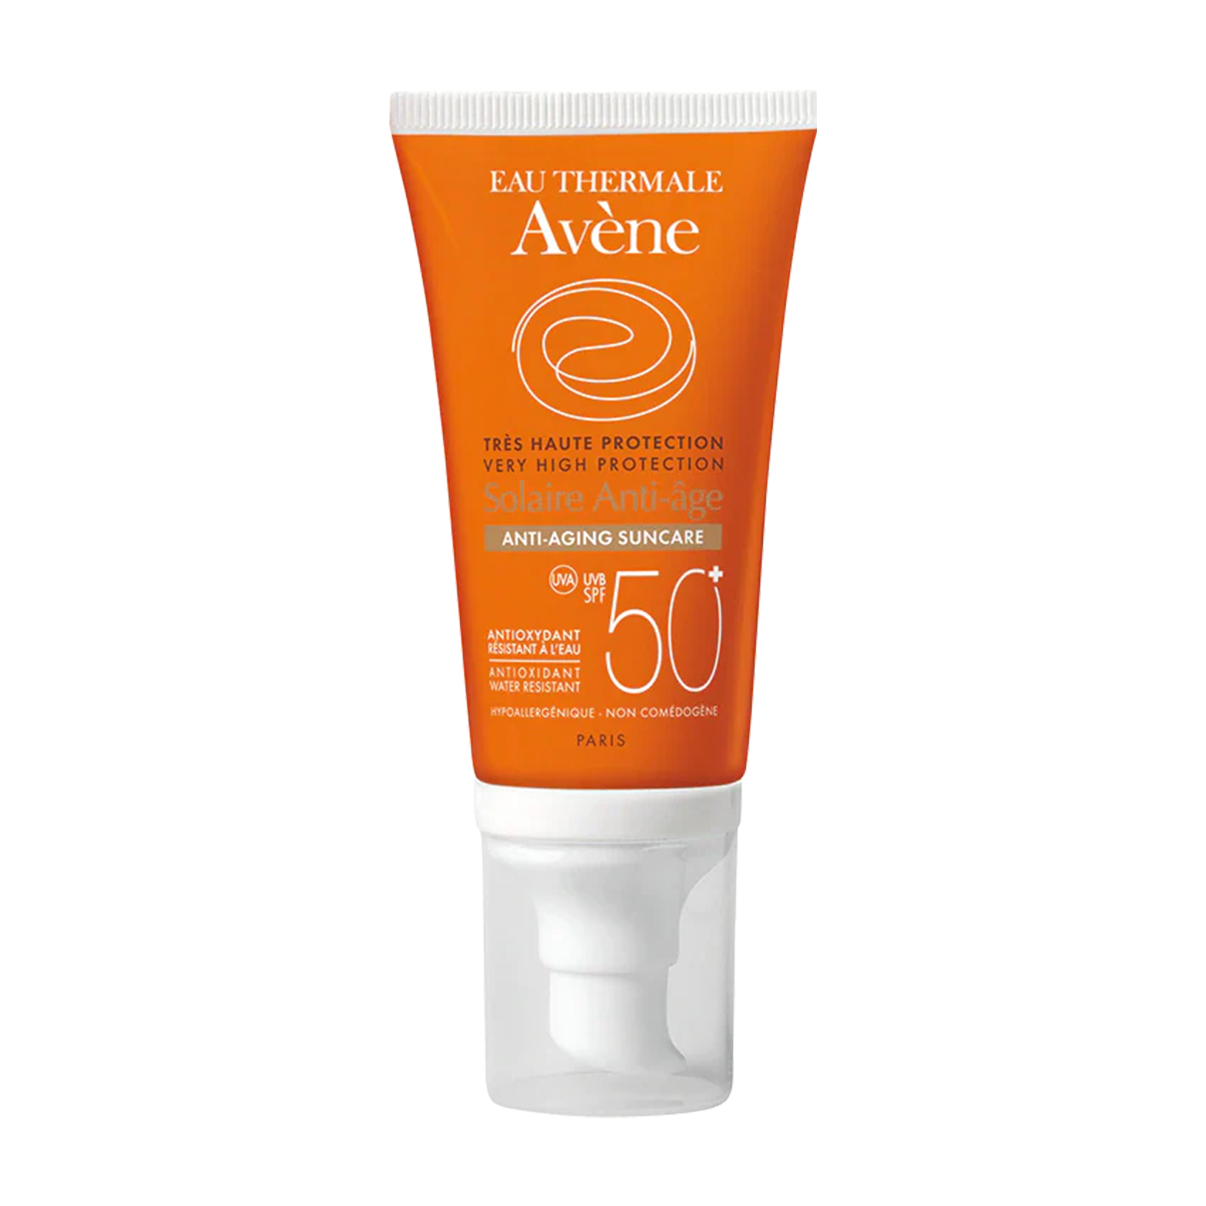 EAU THERMALE
Avène
TRÈS HAUTE PROTECTION
VERY HIGH PROTECTION
Solaire Anti-âge
ANTI-AGING SUNCARE
UVA UVB SPF 50+
ANTIOXYDANT
RÉSISTANT À L'EAU
ANTIOXIDANT
WATER RESISTANT
HYPOALLERGÉNIQUE - NON COMÉDOGÈNE
PARIS